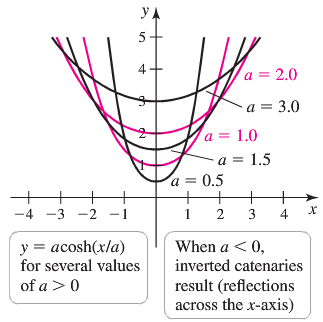 y
5
4
a = 2.0
3
a = 3.0
2
a = 1.0
1
a = 1.5
a = 0.5
-4 -3 -2 -1 1 2 3 4 x
y = acosh(x/a)
for several values
of a > 0
When a < 0,
inverted catenaries
result (reflections
across the x-axis)